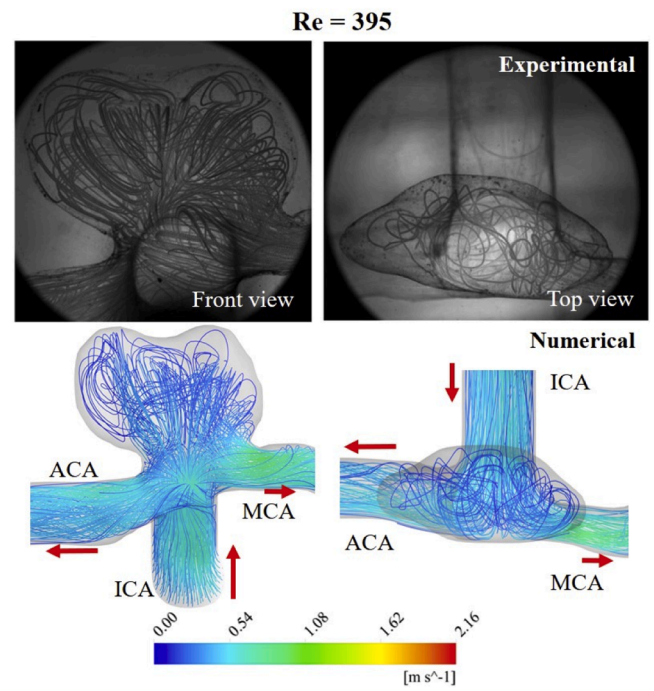 Re = 395
Experimental
Front view
Top view
Numerical
ICA
ACA
MCA
ICA
ACA
MCA
0.00
0.54
1.08
1.62
2.16
[m s^-1]